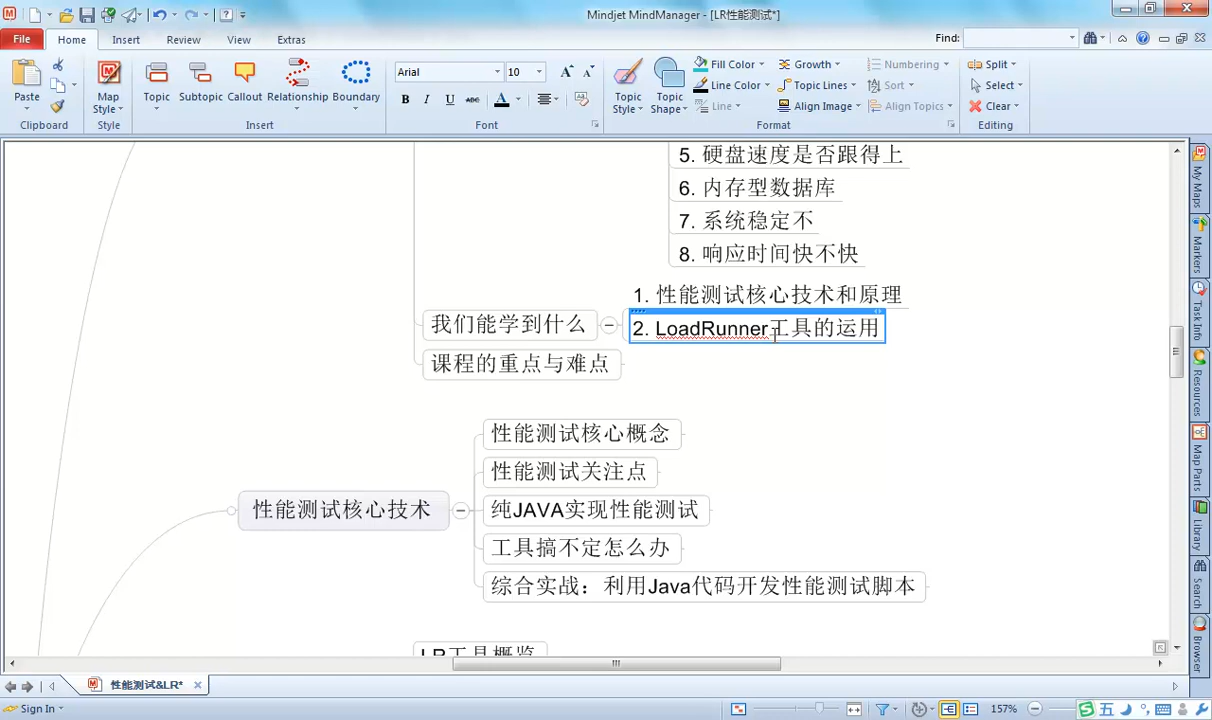 Mindjet MindManager - [LR性能测试*]
File
Home
Insert
Review
View
Extras
Find:
Paste
Clipboard
Map Style
Style
Topic
Subtopic
Callout
Relationship
Boundary
Insert
Arial
10
B I U abc A
Font
Topic Style
Topic Shape
Fill Color
Line Color
Line
Growth
Topic Lines
Align Image
Numbering
Sort
Align Topics
Format
Split
Select
Clear
Editing
5. 硬盘速度是否跟得上
6. 内存型数据库
7. 系统稳定不
8. 响应时间快不快
1. 性能测试核心技术和原理
我们能学到什么
2. LoadRunner工具的运用
课程的重点与难点
性能测试核心概念
性能测试关注点
性能测试核心技术
纯JAVA实现性能测试
工具搞不定怎么办
综合实战：利用Java代码开发性能测试脚本
LR工具概览
My Maps
Markers
Task Info
Resources
Map Parts
Library
Search
Browser
性能测试&LR*
Sign In
157%
五